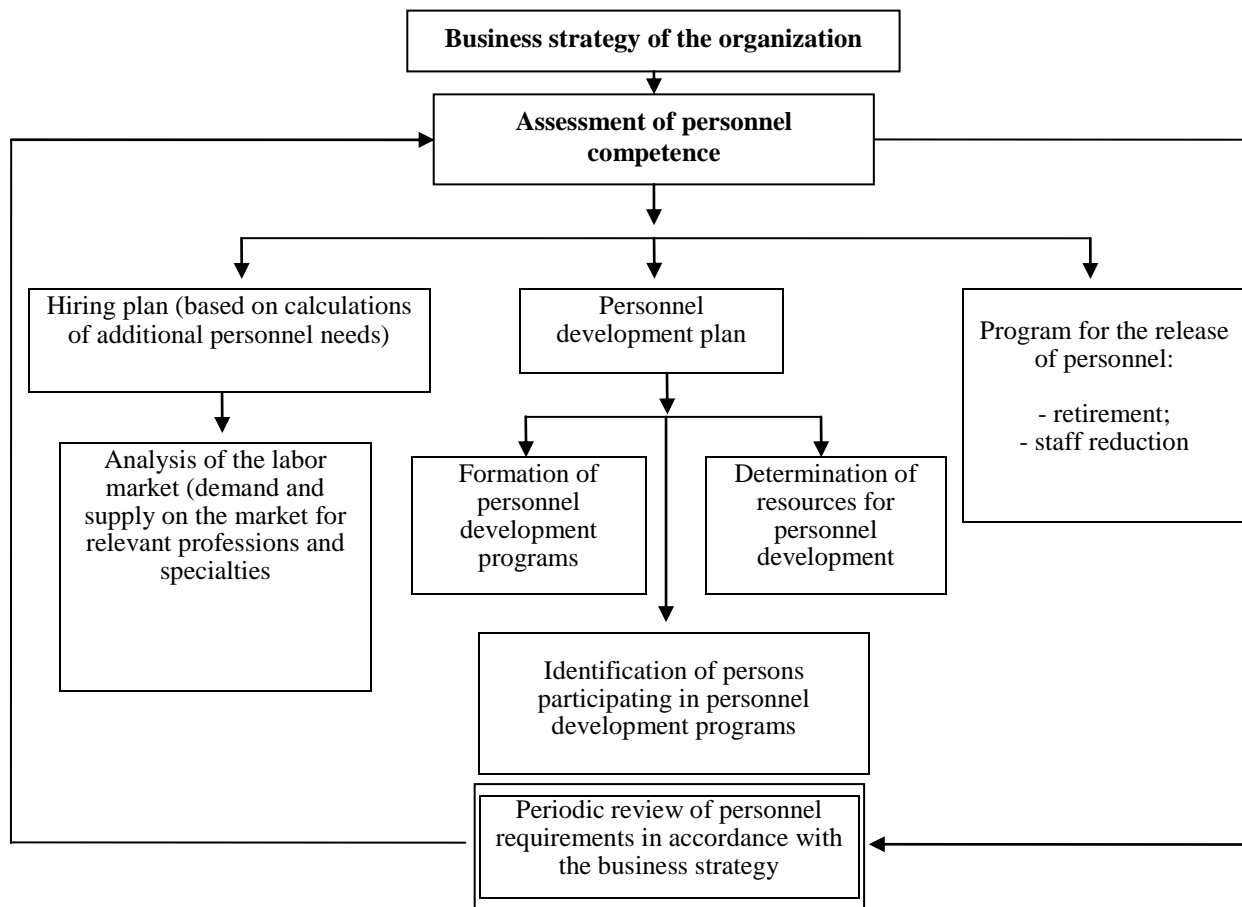 Business strategy of the organization
Assessment of personnel
competence
Hiring plan (based on calculations
of additional personnel needs)
Personnel
development plan
Program for the release
of personnel:
- retirement;
- staff reduction
Analysis of the labor
market (demand and
supply on the market for
relevant professions and
specialties
Formation of
personnel
development
programs
Determination of
resources for
personnel
development
Identification of persons
participating in personnel
development programs
Periodic review of personnel
requirements in accordance with
the business strategy